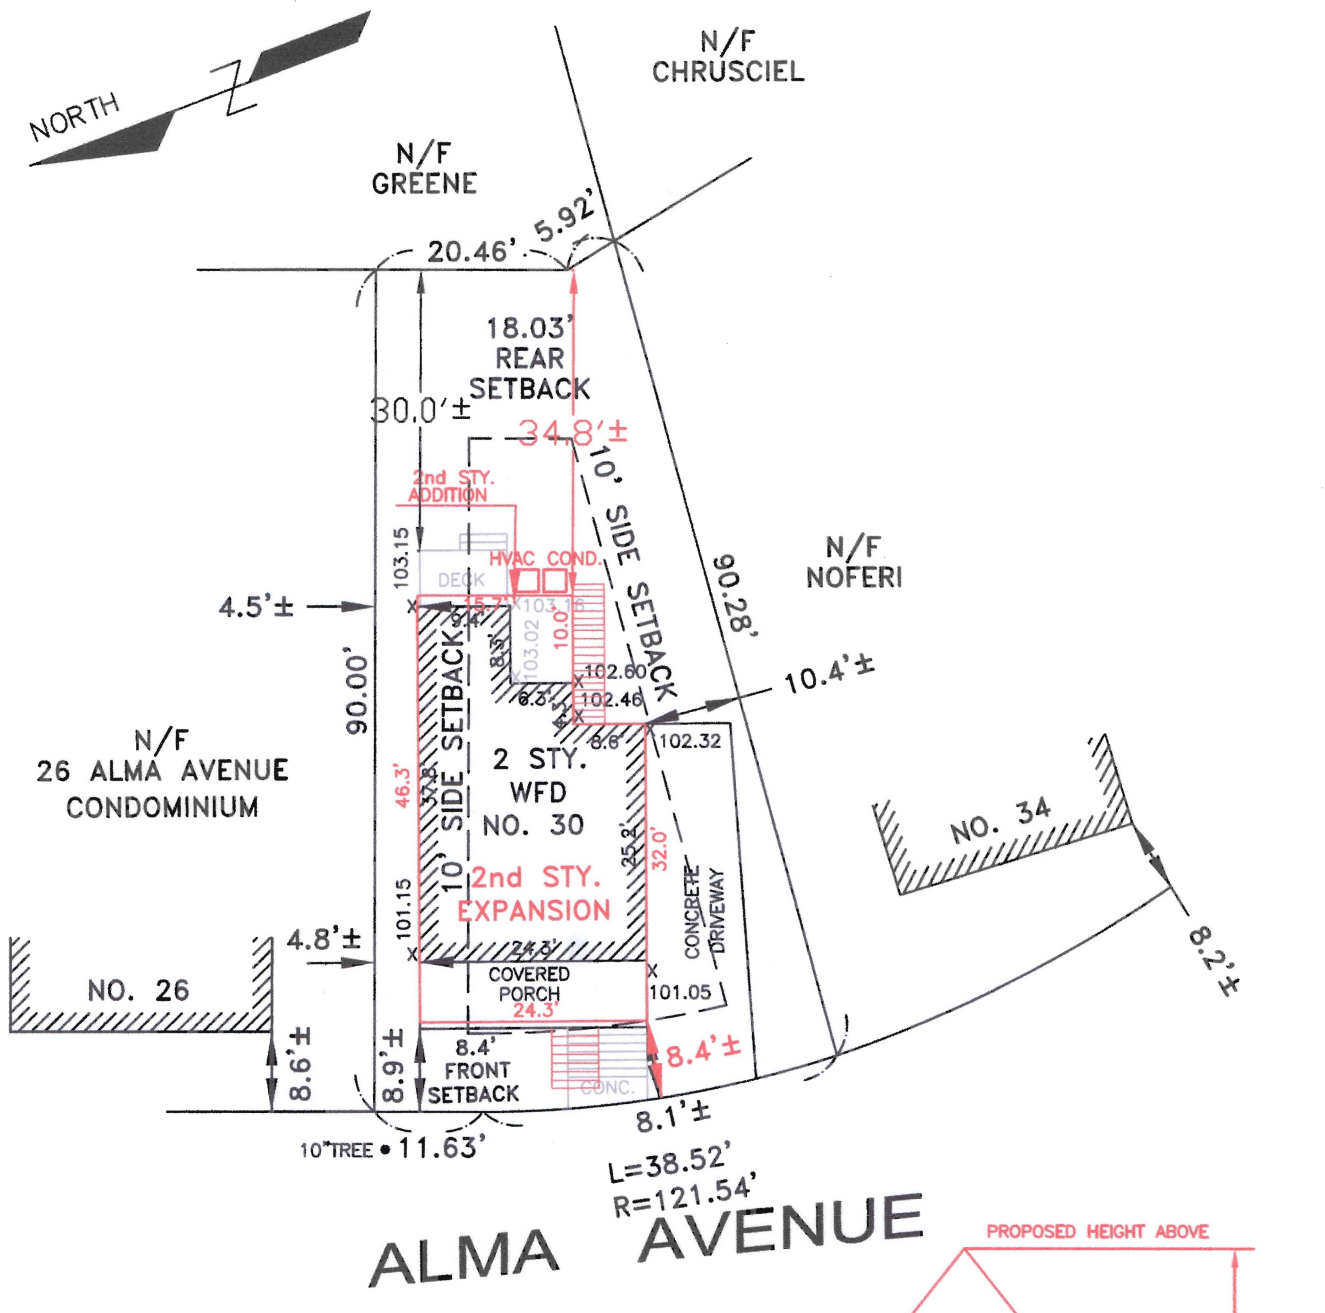 N/F
CHRUSCIEL
NORTH
N/F
GREENE
5.92'
20.46'
18.03'
REAR
SETBACK
30.0'±
34.8'±
2nd STY.
ADDITION
10' SIDE SETBACK
103.15
HVAC COND.
DECK
N/F
NOFERI
90.28'
4.5'±
15.7'
103.16
9.4'
8.3'
103.02
10.0'
102.60
6.3'
102.46
10.4'±
90.00'
10' SIDE SETBACK
8.6'
102.32
N/F
26 ALMA AVENUE
CONDOMINIUM
2 STY.
WFD
NO. 30
46.3'
37.8'
25.2'
32.0'
NO. 34
2nd STY.
EXPANSION
CONCRETE
DRIVEWAY
101.15
4.8'±
24.3'
COVERED
PORCH
24.3'
101.05
8.2'±
NO. 26
8.6'±
8.9'±
8.4'
FRONT
SETBACK
CONC.
8.4'±
8.1'±
10"TREE
11.63'
L=38.52'
R=121.54'
ALMA AVENUE
PROPOSED HEIGHT ABOVE